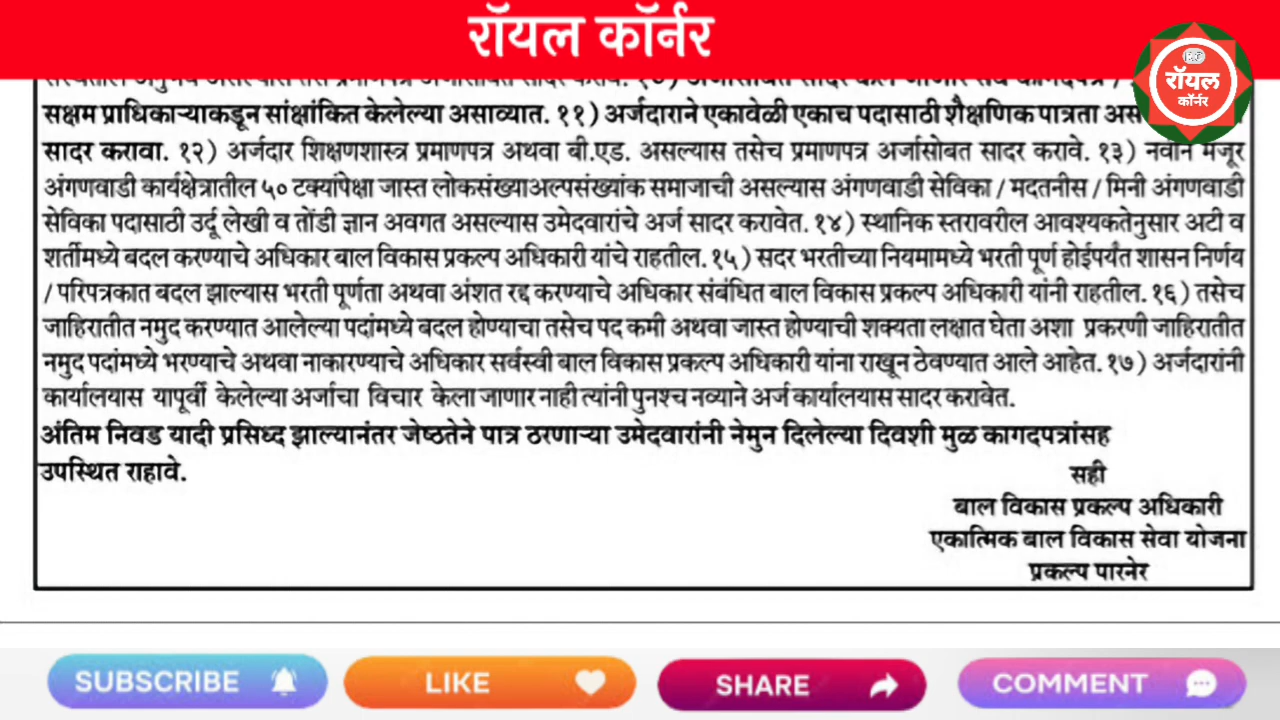 रॉयल कॉर्नर
रॉयल
कॉर्नर
सक्षम प्राधिकाऱ्याकडून सांक्षांकित केलेल्या असाव्यात. ११) अर्जदाराने एकावेळी एकाच पदासाठी शैक्षणिक पात्रता
सादर करावा. १२) अर्जदार शिक्षणशास्त्र प्रमाणपत्र अथवा बी.एड. असल्यास तसेच प्रमाणपत्र अर्जासोबत सादर करावे. १३) नवीन मंजूर
अंगणवाडी कार्यक्षेत्रातील ५० टक्यांपेक्षा जास्त लोकसंख्याअल्पसंख्यांक समाजाची असल्यास अंगणवाडी सेविका / मदतनीस / मिनी अंगणवाडी
सेविका पदासाठी उर्दू लेखी व तोंडी ज्ञान अवगत असल्यास उमेदवारांचे अर्ज सादर करावेत. १४) स्थानिक स्तरावरील आवश्यकतेनुसार अटी व
शर्तीमध्ये बदल करण्याचे अधिकार बाल विकास प्रकल्प अधिकारी यांचे राहतील. १५) सदर भरतीच्या नियमामध्ये भरती पूर्ण होईपर्यंत शासन निर्णय
/ परिपत्रकात बदल झाल्यास भरती पूर्णता अथवा अंशत रद्द करण्याचे अधिकार संबंधित बाल विकास प्रकल्प अधिकारी यांनी राहतील. १६) तसेच
जाहिरातीत नमुद करण्यात आलेल्या पदांमध्ये बदल होण्याचा तसेच पद कमी अथवा जास्त होण्याची शक्यता लक्षात घेता अशा प्रकरणी जाहिरातीत
नमुद पदांमध्ये भरण्याचे अथवा नाकारण्याचे अधिकार सर्वस्वी बाल विकास प्रकल्प अधिकारी यांना राखून ठेवण्यात आले आहेत. १७) अर्जदारांनी
कार्यालयास यापूर्वी केलेल्या अर्जाचा विचार केला जाणार नाही त्यांनी पुनश्च नव्याने अर्ज कार्यालयास सादर करावेत.
अंतिम निवड यादी प्रसिध्द झाल्यानंतर जेष्ठतेने पात्र ठरणाऱ्या उमेदवारांनी नेमुन दिलेल्या दिवशी मुळ कागदपत्रांसह
उपस्थित राहावे.
सही
बाल विकास प्रकल्प अधिकारी
एकात्मिक बाल विकास सेवा योजना
प्रकल्प पारनेर
SUBSCRIBE
LIKE
SHARE
COMMENT